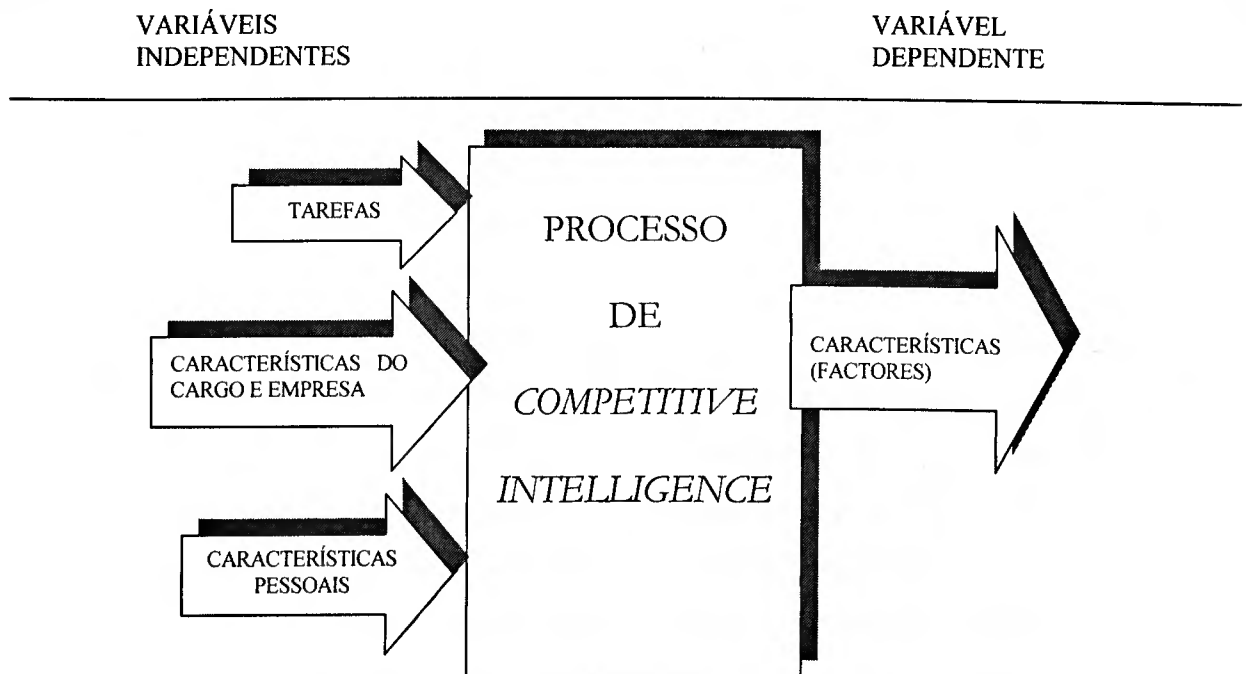 VARIÁVEIS
INDEPENDENTES
VARIÁVEL
DEPENDENTE
TAREFAS
CARACTERÍSTICAS DO
CARGO E EMPRESA
CARACTERÍSTICAS
PESSOAIS
PROCESSO
DE
COMPETITIVE
INTELLIGENCE
CARACTERÍSTICAS
(FACTORES)